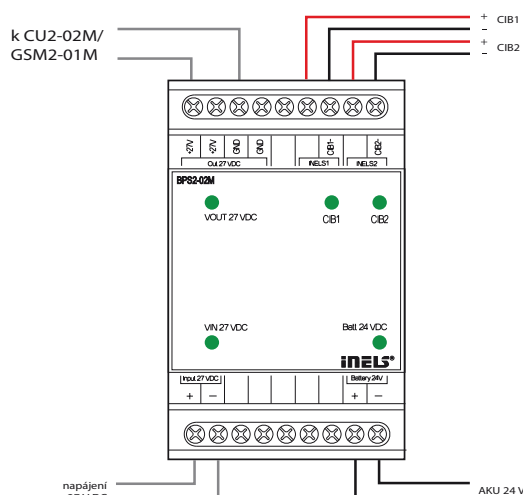 k CU2-02M/
GSM2-01M
+ CIB1
-
+ CIB2
-
+27V +27V GND GND CIB1- CIB2-
Out 27 VDC INELS1 INELS2
BPS2-02M
VOUT 27 VDC CIB1 CIB2
VIN 27 VDC Batt 24 VDC
iNELS®
Input 27 VDC Battery 24V
+ − + −
napájení
AKU 24 V